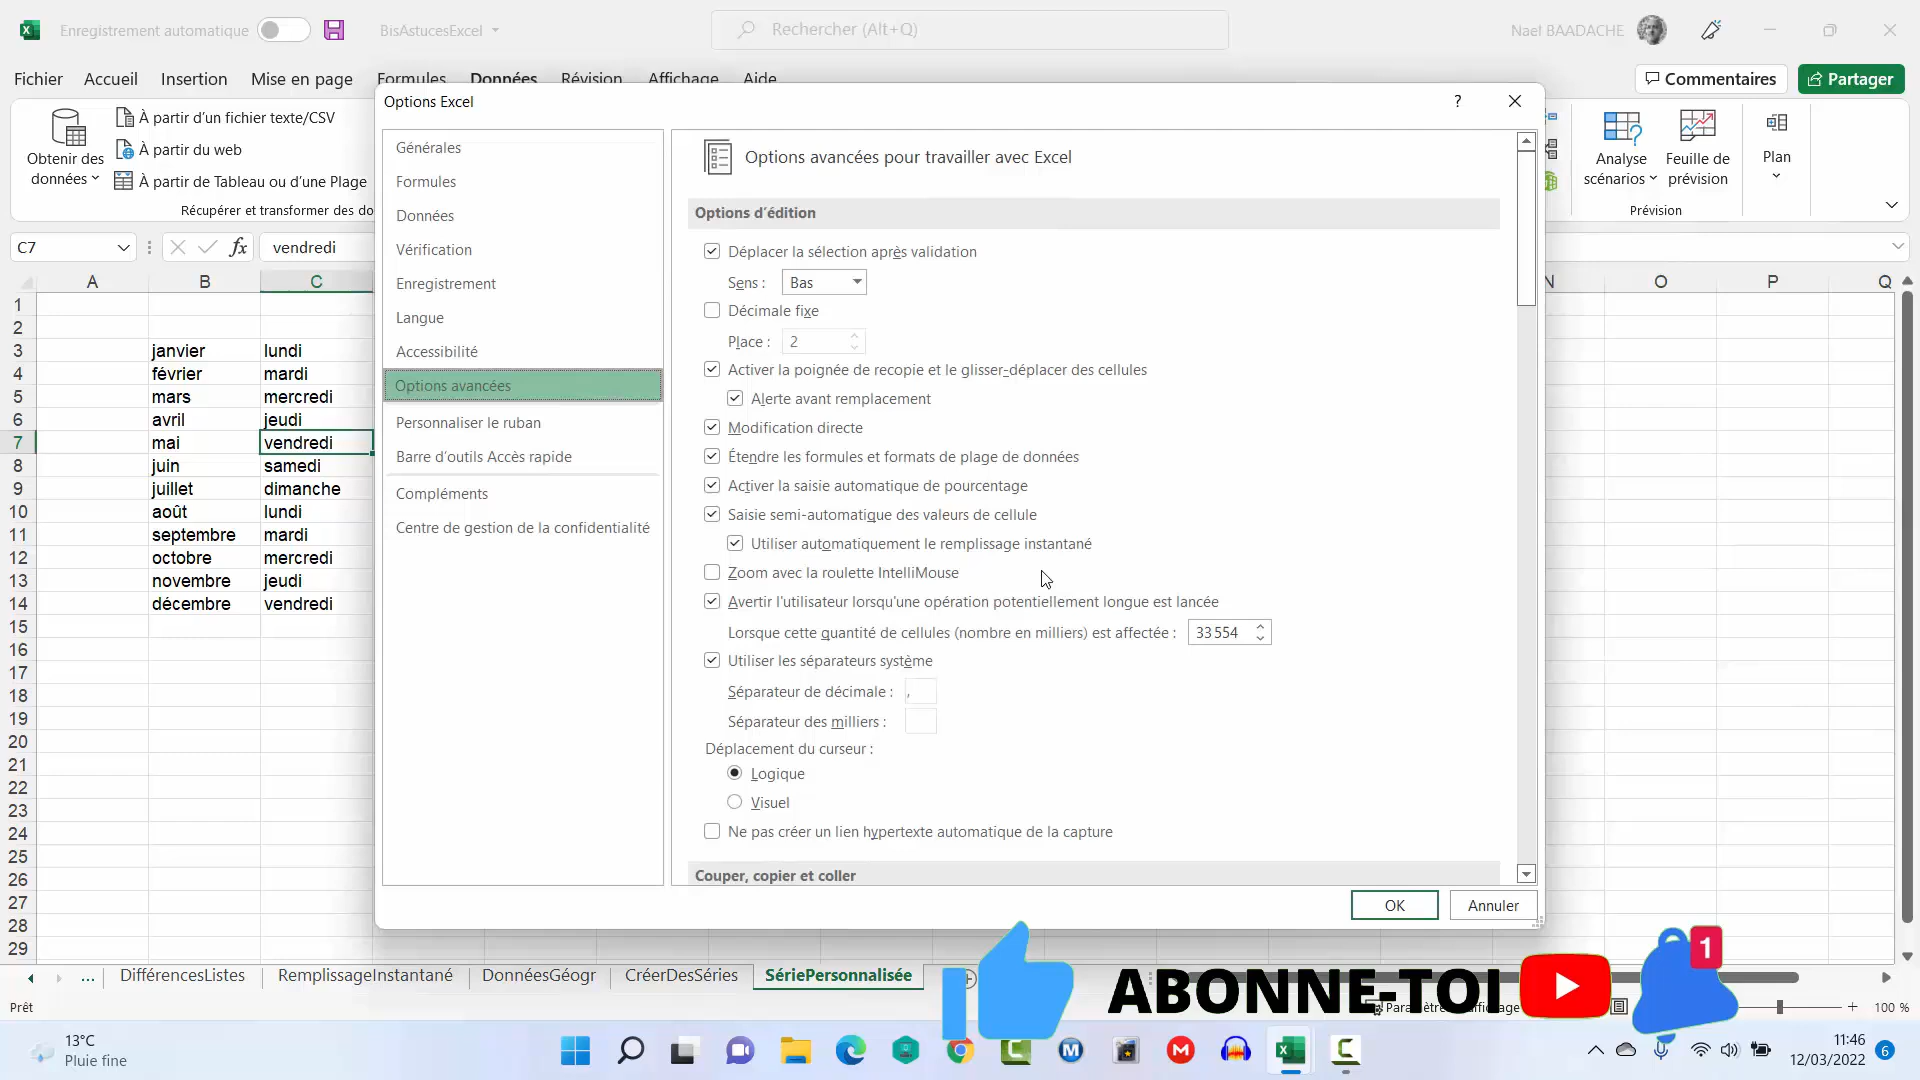 Enregistrement automatique
BisAstucesExcel
Rechercher (Alt+Q)
Nael BAADACHE
Fichier Accueil Insertion Mise en page Formules Données Révision Affichage Aide
Commentaires
Partager
Obtenir des données
À partir d'un fichier texte/CSV
À partir du web
À partir de Tableau ou d'une Plage
Récupérer et transformer des do
Analyse scénarios
Feuille de prévision
Plan
Prévision
C7
fx
vendredi
Options Excel
?
Générales
Formules
Données
Vérification
Enregistrement
Langue
Accessibilité
Options avancées
Personnaliser le ruban
Barre d'outils Accès rapide
Compléments
Centre de gestion de la confidentialité
Options avancées pour travailler avec Excel
Options d'édition
Déplacer la sélection après validation
Sens : Bas
Décimale fixe
Place : 2
Activer la poignée de recopie et le glisser-déplacer des cellules
Alerte avant remplacement
Modification directe
Étendre les formules et formats de plage de données
Activer la saisie automatique de pourcentage
Saisie semi-automatique des valeurs de cellule
Utiliser automatiquement le remplissage instantané
Zoom avec la roulette IntelliMouse
Avertir l'utilisateur lorsqu'une opération potentiellement longue est lancée
Lorsque cette quantité de cellules (nombre en milliers) est affectée : 33 554
Utiliser les séparateurs système
Séparateur de décimale : ,
Séparateur des milliers :
Déplacement du curseur :
Logique
Visuel
Ne pas créer un lien hypertexte automatique de la capture
Couper, copier et coller
OK
Annuler
A B C N O P Q
1
2
3 janvier lundi
4 février mardi
5 mars mercredi
6 avril jeudi
7 mai vendredi
8 juin samedi
9 juillet dimanche
10 août lundi
11 septembre mardi
12 octobre mercredi
13 novembre jeudi
14 décembre vendredi
15
16
17
18
19
20
21
22
23
24
25
26
27
28
29
... DifférencesListes RemplissageInstantané DonnéesGéogr CréerDesSéries SériePersonnalisée
ABONNE-TOI
1
Prêt
100 %
13°C
Pluie fine
11:46
12/03/2022
6